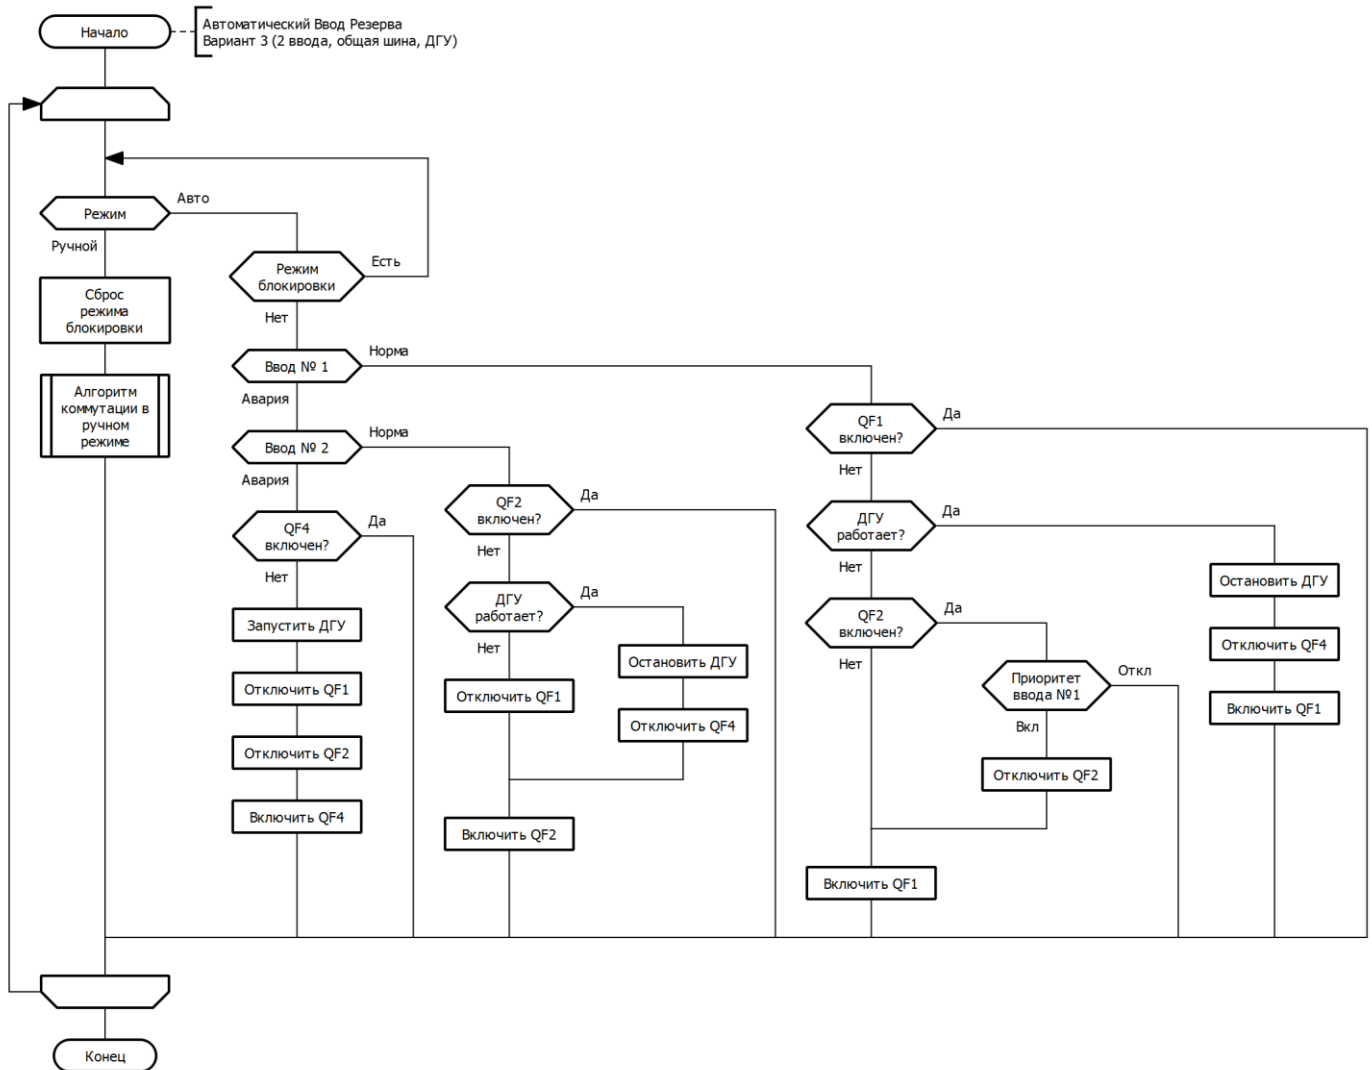 Начало
Автоматический Ввод Резерва
Вариант 3 (2 ввода, общая шина, ДГУ)
Режим
Авто
Ручной
Сброс
режима
блокировки
Алгоритм
коммутации в
ручном
режиме
Режим
блокировки
Есть
Нет
Ввод № 1
Норма
Авария
Ввод № 2
Норма
Авария
QF4
включен?
Да
Нет
Запустить ДГУ
Отключить QF1
Отключить QF2
Включить QF4
QF2
включен?
Да
Нет
ДГУ
работает?
Да
Нет
Остановить ДГУ
Отключить QF1
Отключить QF4
Включить QF2
QF1
включен?
Да
Нет
ДГУ
работает?
Да
Нет
QF2
включен?
Да
Нет
Приоритет
ввода №1
Откл
Вкл
Отключить QF2
Включить QF1
Остановить ДГУ
Отключить QF4
Включить QF1
Конец